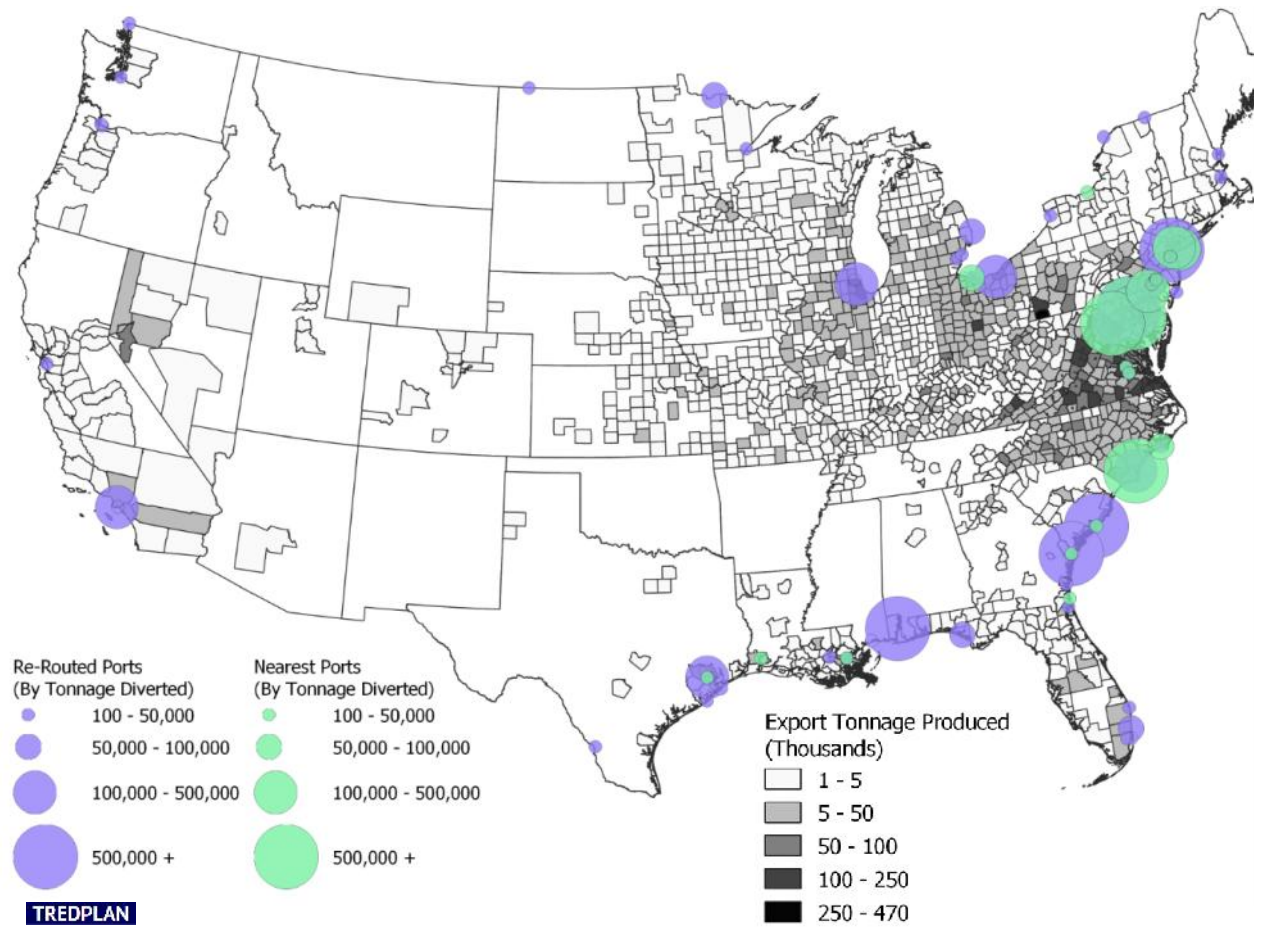 Re-Routed Ports
(By Tonnage Diverted)
100 - 50,000
50,000 - 100,000
100,000 - 500,000
500,000 +
Nearest Ports
(By Tonnage Diverted)
100 - 50,000
50,000 - 100,000
100,000 - 500,000
500,000 +
Export Tonnage Produced
(Thousands)
1 - 5
5 - 50
50 - 100
100 - 250
250 - 470
TREDPLAN